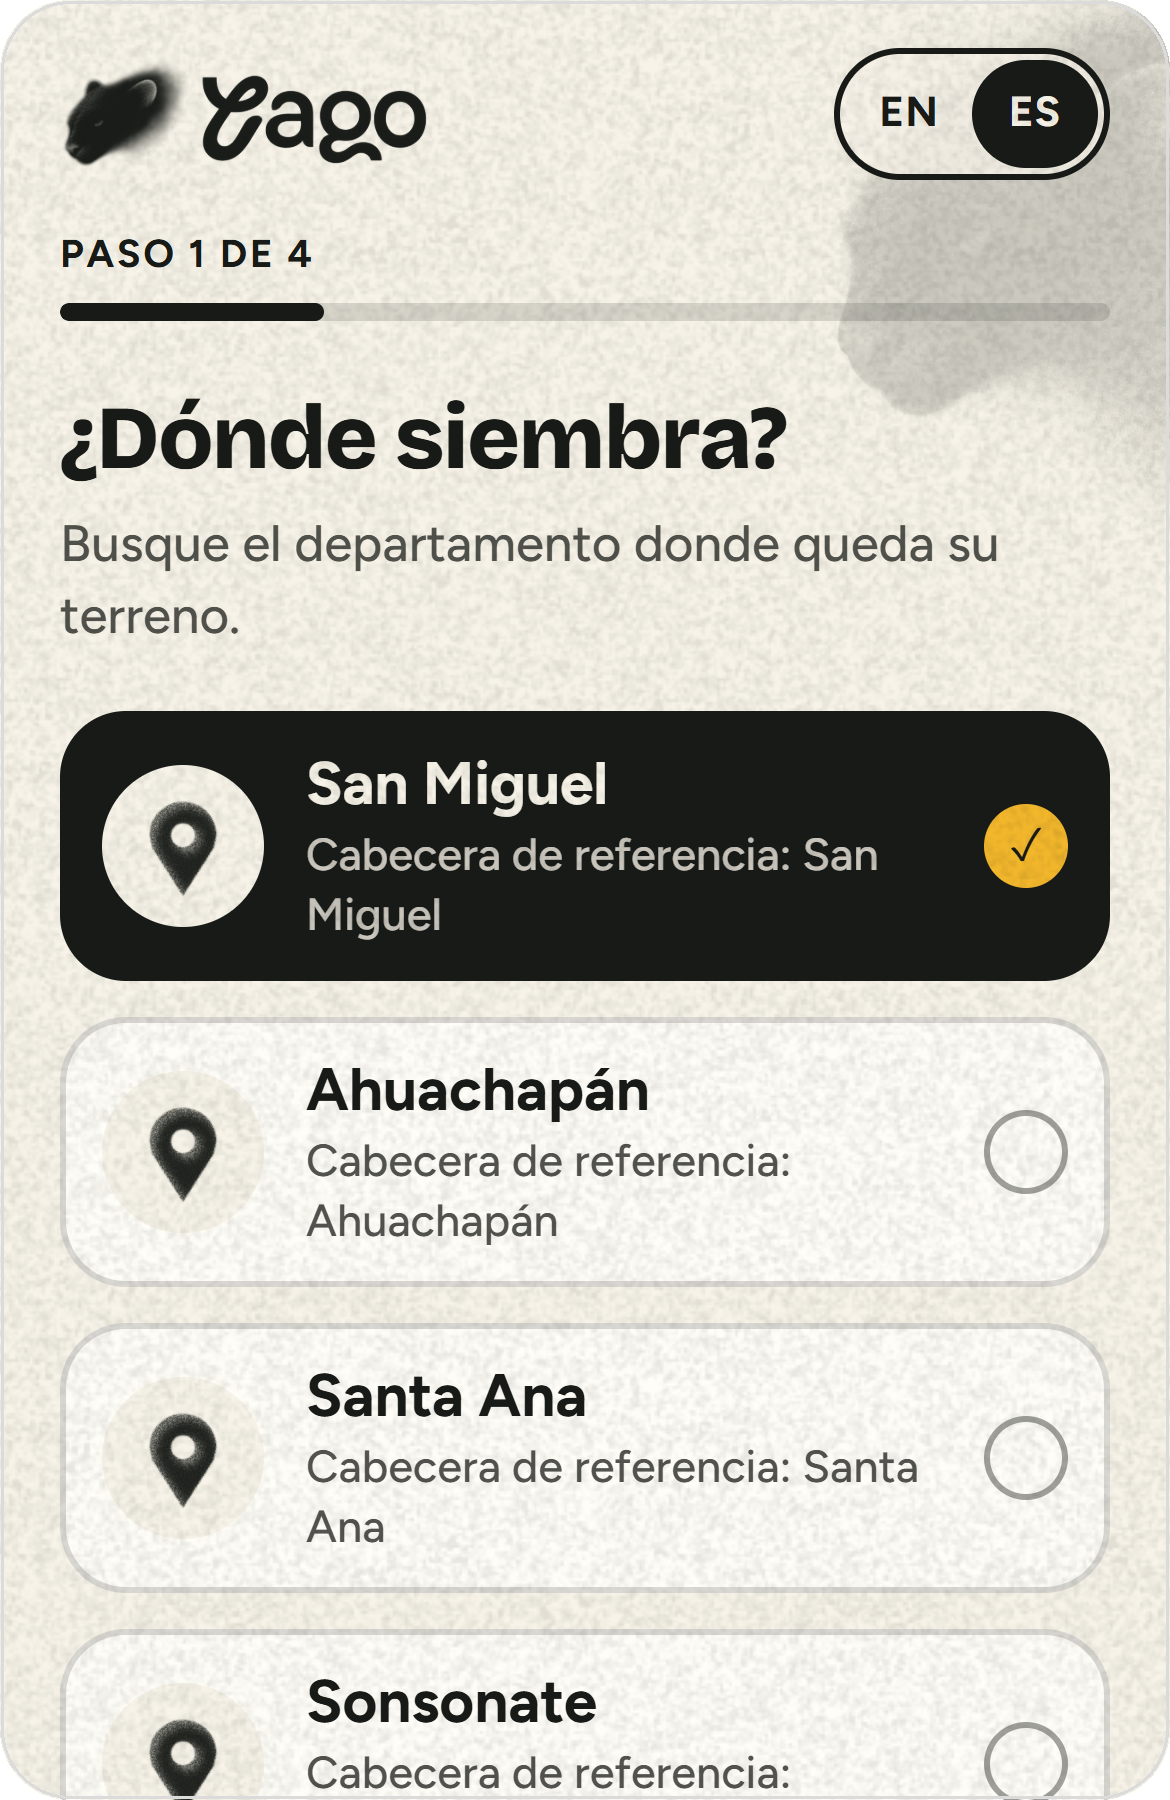 Yago
EN ES
PASO 1 DE 4
¿Dónde siembra?
Busque el departamento donde queda su
terreno.
San Miguel
Cabecera de referencia: San
Miguel
✓
Ahuachapán
Cabecera de referencia:
Ahuachapán
Santa Ana
Cabecera de referencia: Santa
Ana
Sonsonate
Cabecera de referencia: